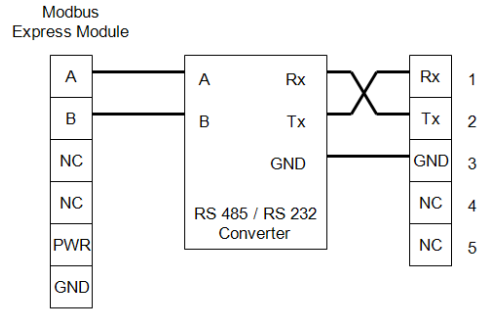 Modbus
Express Module
A
B
NC
NC
PWR
GND
A Rx
B Tx
GND
RS 485 / RS 232
Converter
Rx 1
Tx 2
GND 3
NC 4
NC 5